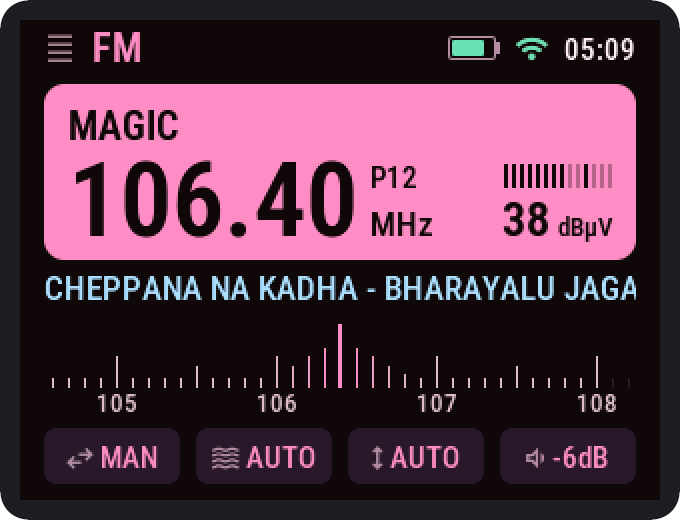 FM 05:09
MAGIC
106.40 P12 MHz 38 dBµV
CHEPPANA NA KADHA - BHARAYALU JAGA
105 106 107 108
MAN AUTO AUTO -6dB